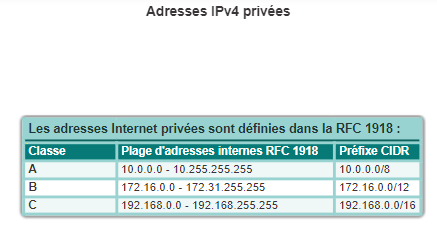 Adresses IPv4 privées
Les adresses Internet privées sont définies dans la RFC 1918 :
Classe Plage d'adresses internes RFC 1918 Préfixe CIDR
A 10.0.0.0 - 10.255.255.255 10.0.0.0/8
B 172.16.0.0 - 172.31.255.255 172.16.0.0/12
C 192.168.0.0 - 192.168.255.255 192.168.0.0/16